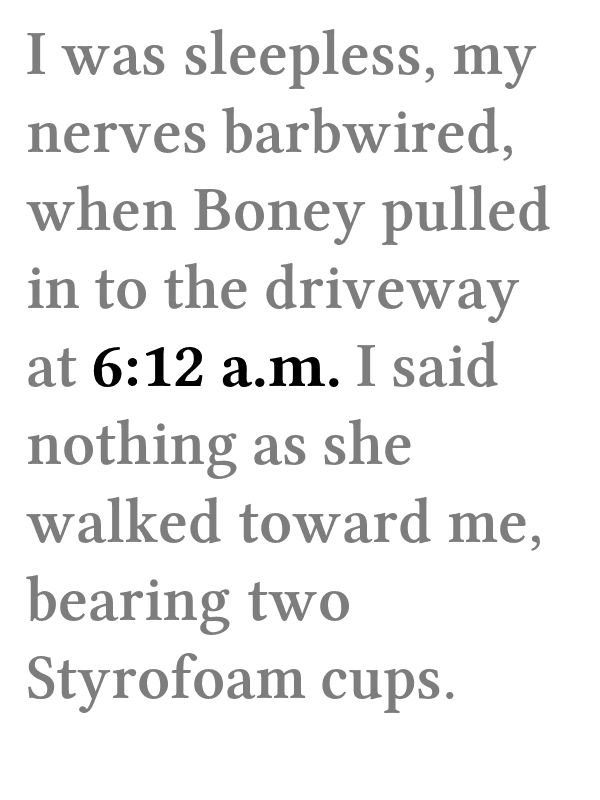 I was sleepless, my
nerves barbwired,
when Boney pulled
in to the driveway
at 6:12 a.m. I said
nothing as she
walked toward me,
bearing two
Styrofoam cups.